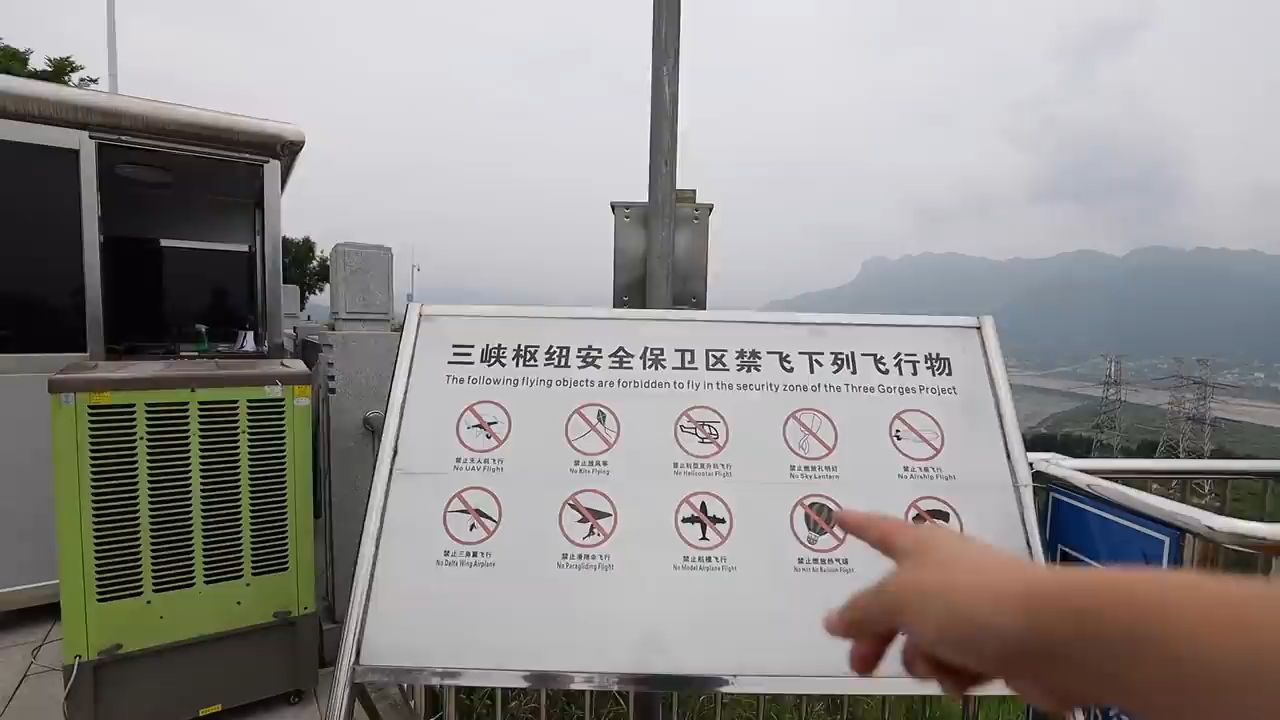 三峡枢纽安全保卫区禁飞下列飞行物
The following flying objects are forbidden to fly in the security zone of the Three Gorges Project
禁止无人机飞行
No UAV Flight
禁止放风筝
No Kite Flying
禁止轻型直升机飞行
No Helicopter Flight
禁止燃放孔明灯
No Sky Lantern
禁止飞艇飞行
No Airship Flight
禁止三角翼飞行
No Delta Wing Airplane
禁止滑翔伞飞行
No Paragliding Flight
禁止航模飞行
No Model Airplane Flight
禁止燃放热气球
No Hot Air Balloon Flight